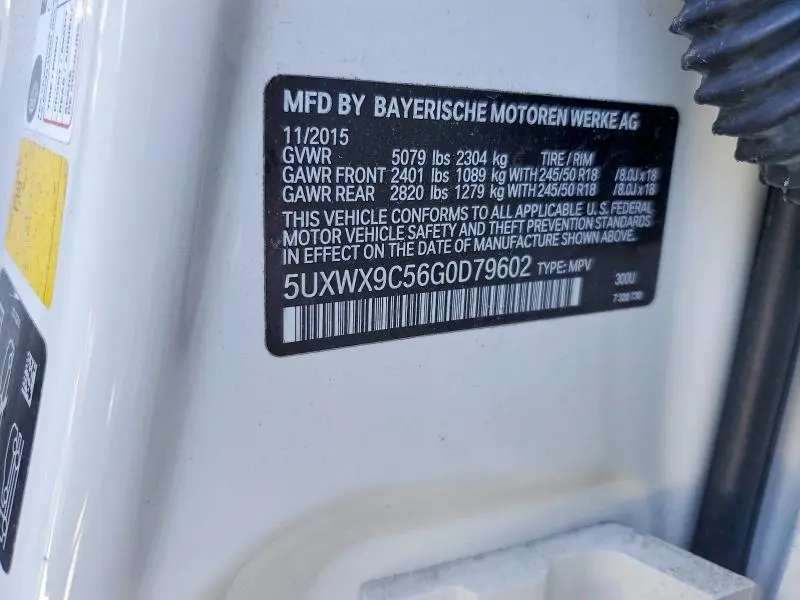 MFD BY BAYERISCHE MOTOREN WERKE AG
11/2015
GVWR 5079 lbs 2304 kg TIRE / RIM
GAWR FRONT 2401 lbs 1089 kg WITH 245/50 R18 /8.0J x 18
GAWR REAR 2820 lbs 1279 kg WITH 245/50 R18 /8.0J x 18
THIS VEHICLE CONFORMS TO ALL APPLICABLE U.S. FEDERAL
MOTOR VEHICLE SAFETY AND THEFT PREVENTION STANDARDS
IN EFFECT ON THE DATE OF MANUFACTURE SHOWN ABOVE.
5UXWX9C56G0D79602 TYPE: MPV 300U